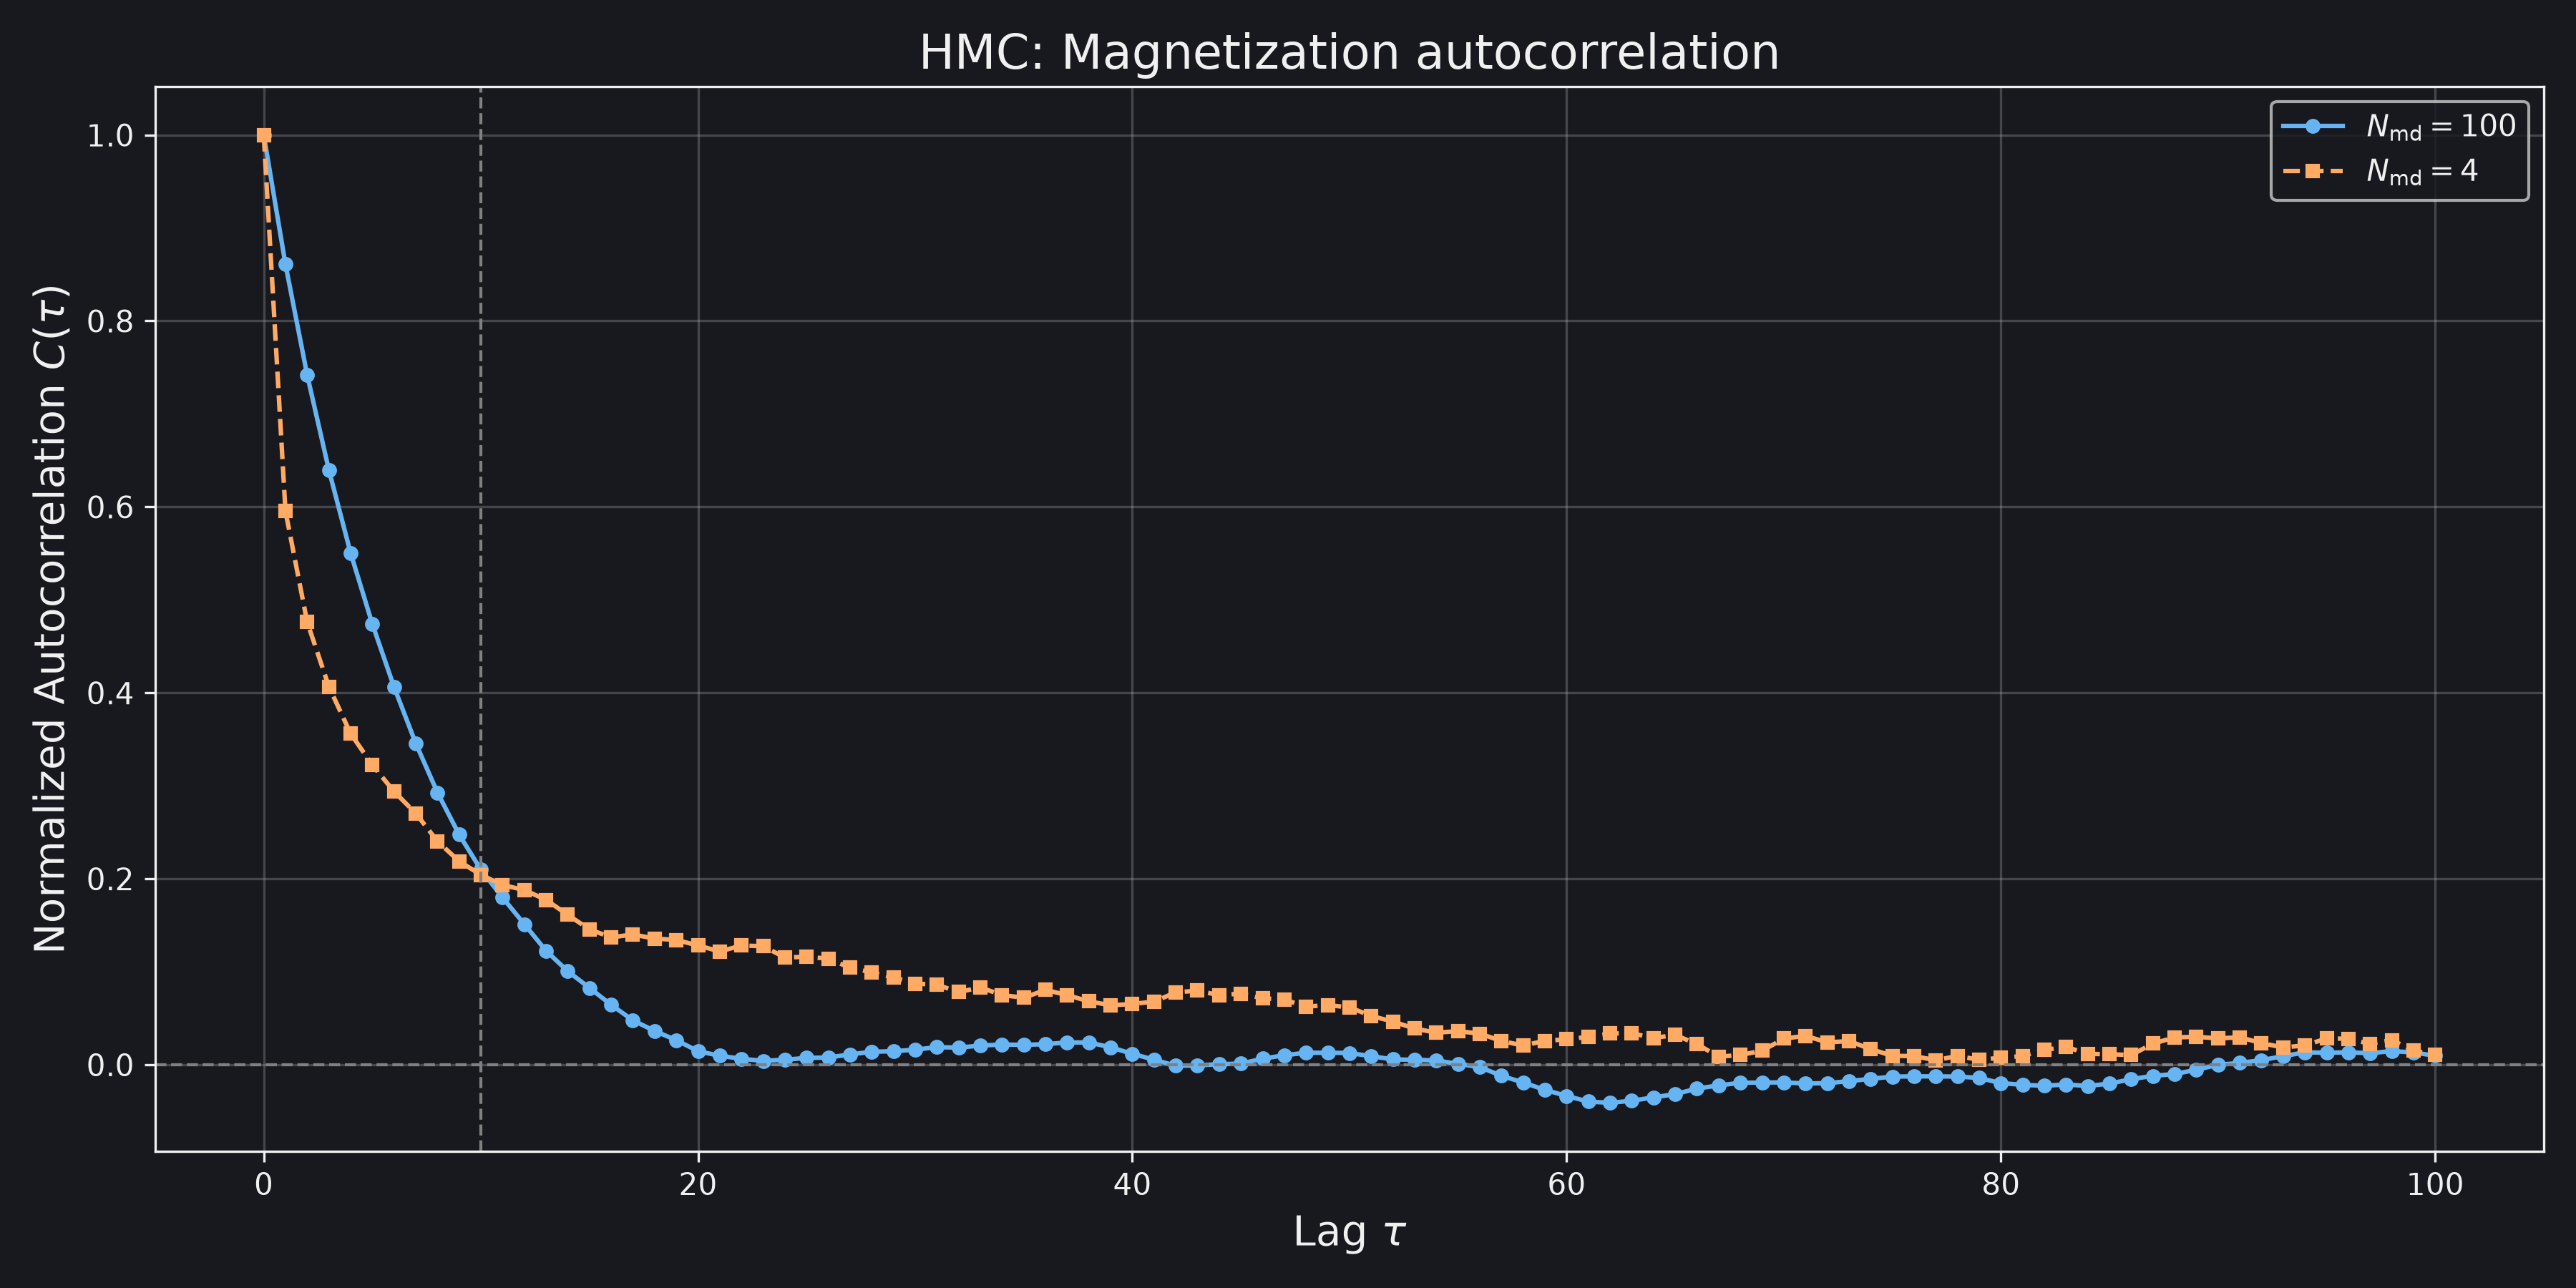 HMC: Magnetization autocorrelation
N_md = 100
N_md = 4
Normalized Autocorrelation C(τ)
1.0
0.8
0.6
0.4
0.2
0.0
0 20 40 60 80 100
Lag τ